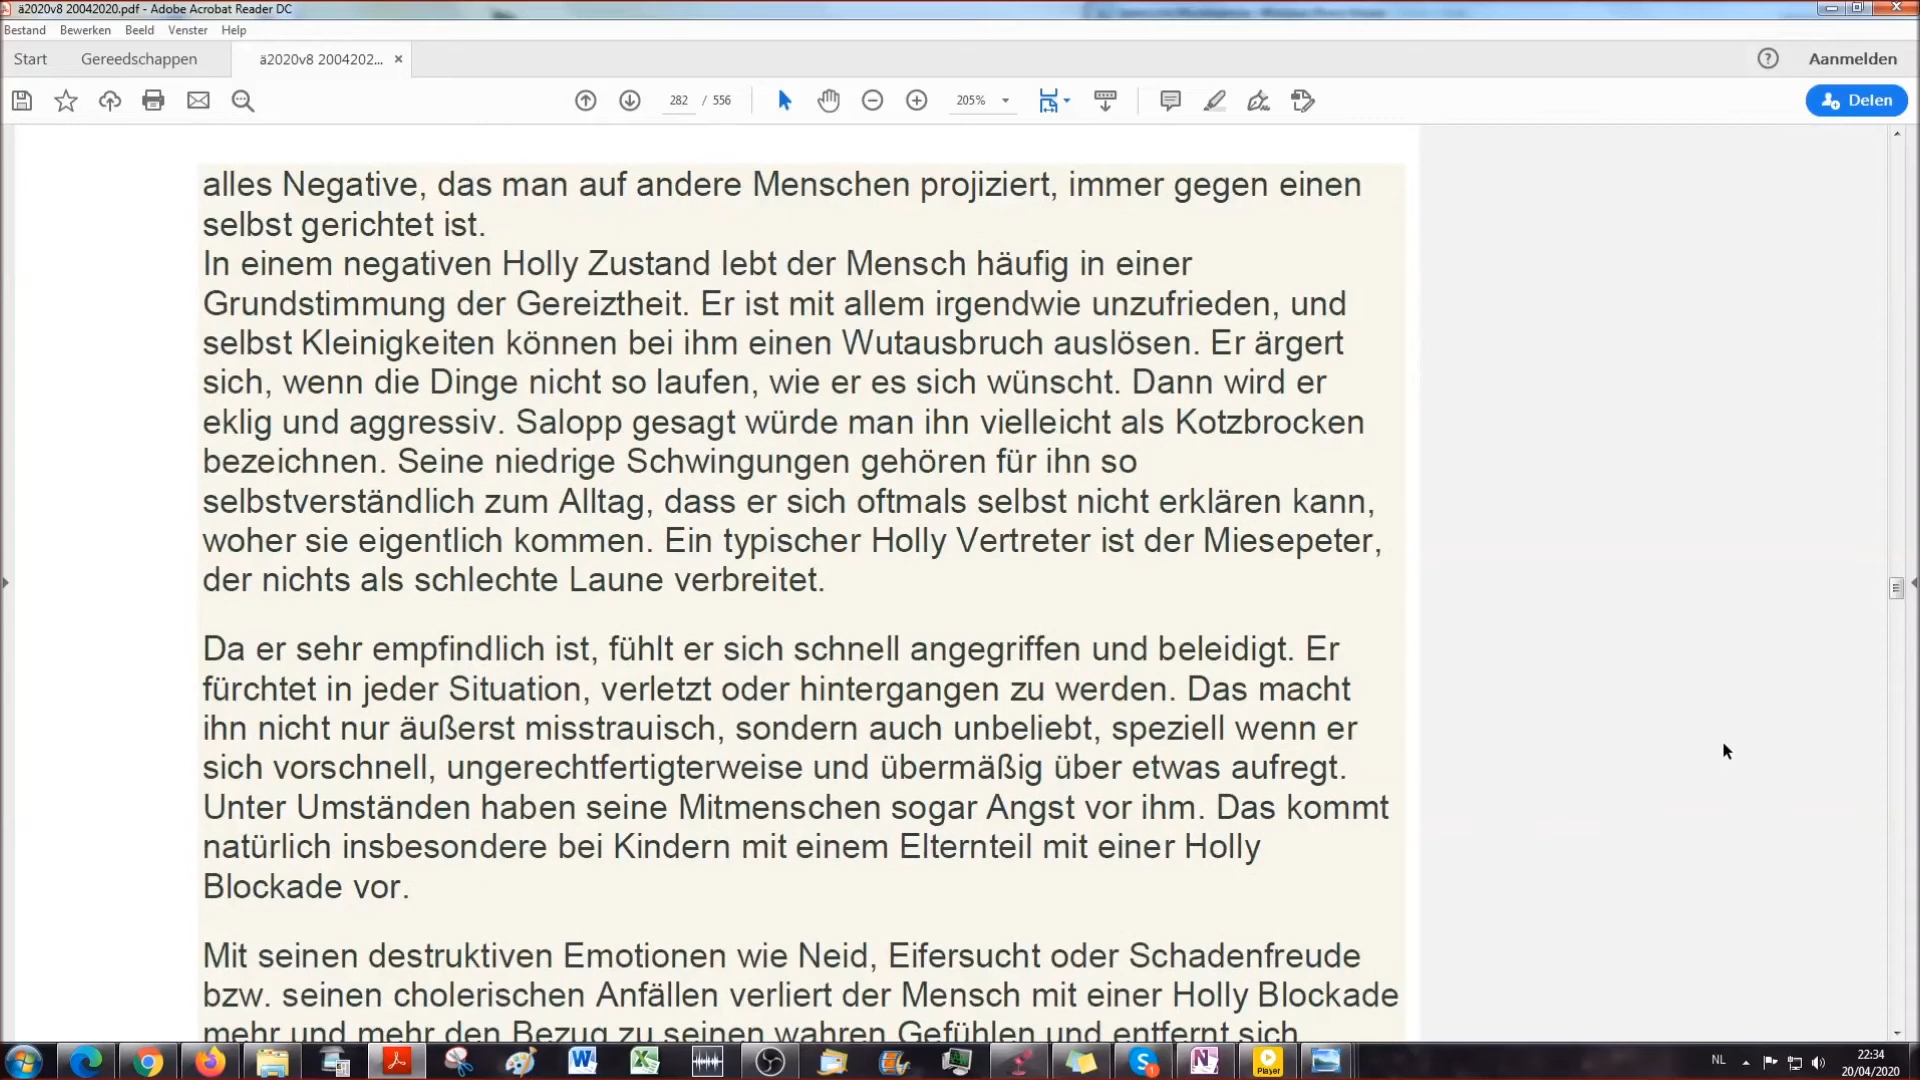 ä2020v8 20042020.pdf - Adobe Acrobat Reader DC
Bestand Bewerken Beeld Venster Help
Start Gereedschappen ä2020v8 2004202... × Aanmelden
282 / 556 205% Delen
alles Negative, das man auf andere Menschen projiziert, immer gegen einen
selbst gerichtet ist.
In einem negativen Holly Zustand lebt der Mensch häufig in einer
Grundstimmung der Gereiztheit. Er ist mit allem irgendwie unzufrieden, und
selbst Kleinigkeiten können bei ihm einen Wutausbruch auslösen. Er ärgert
sich, wenn die Dinge nicht so laufen, wie er es sich wünscht. Dann wird er
eklig und aggressiv. Salopp gesagt würde man ihn vielleicht als Kotzbrocken
bezeichnen. Seine niedrige Schwingungen gehören für ihn so
selbstverständlich zum Alltag, dass er sich oftmals selbst nicht erklären kann,
woher sie eigentlich kommen. Ein typischer Holly Vertreter ist der Miesepeter,
der nichts als schlechte Laune verbreitet.
Da er sehr empfindlich ist, fühlt er sich schnell angegriffen und beleidigt. Er
fürchtet in jeder Situation, verletzt oder hintergangen zu werden. Das macht
ihn nicht nur äußerst misstrauisch, sondern auch unbeliebt, speziell wenn er
sich vorschnell, ungerechtfertigterweise und übermäßig über etwas aufregt.
Unter Umständen haben seine Mitmenschen sogar Angst vor ihm. Das kommt
natürlich insbesondere bei Kindern mit einem Elternteil mit einer Holly
Blockade vor.
Mit seinen destruktiven Emotionen wie Neid, Eifersucht oder Schadenfreude
bzw. seinen cholerischen Anfällen verliert der Mensch mit einer Holly Blockade
mehr und mehr den Bezug zu seinen wahren Gefühlen und entfernt sich
Player
NL
22:34
20/04/2020